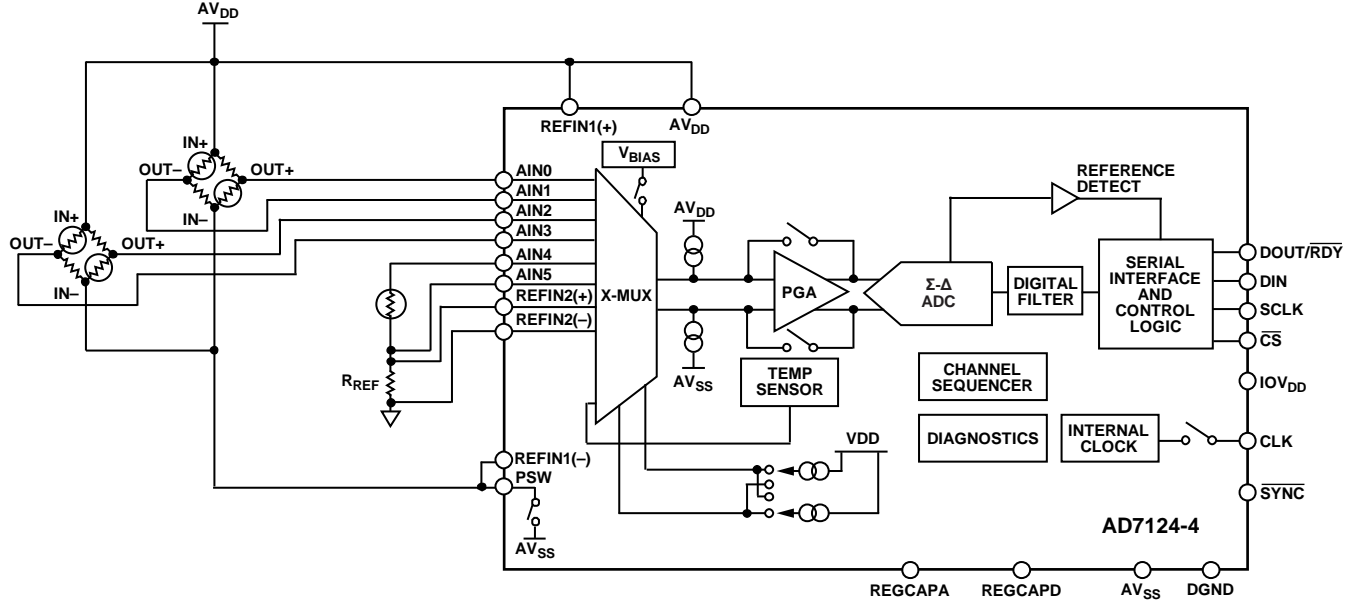 AVDD
REFIN1(+)
AVDD
IN+
OUT–
OUT+
IN–
IN+
OUT–
OUT+
IN–
RREF
AIN0
AIN1
AIN2
AIN3
AIN4
AIN5
REFIN2(+)
REFIN2(–)
REFIN1(–)
PSW
AVSS
VBIAS
X-MUX
AVDD
AVSS
PGA
TEMP
SENSOR
VDD
Σ-Δ
ADC
REFERENCE
DETECT
DIGITAL
FILTER
SERIAL
INTERFACE
AND
CONTROL
LOGIC
CHANNEL
SEQUENCER
DIAGNOSTICS
INTERNAL
CLOCK
DOUT/RDY
DIN
SCLK
CS
IOVDD
CLK
SYNC
AD7124-4
REGCAPA
REGCAPD
AVSS
DGND